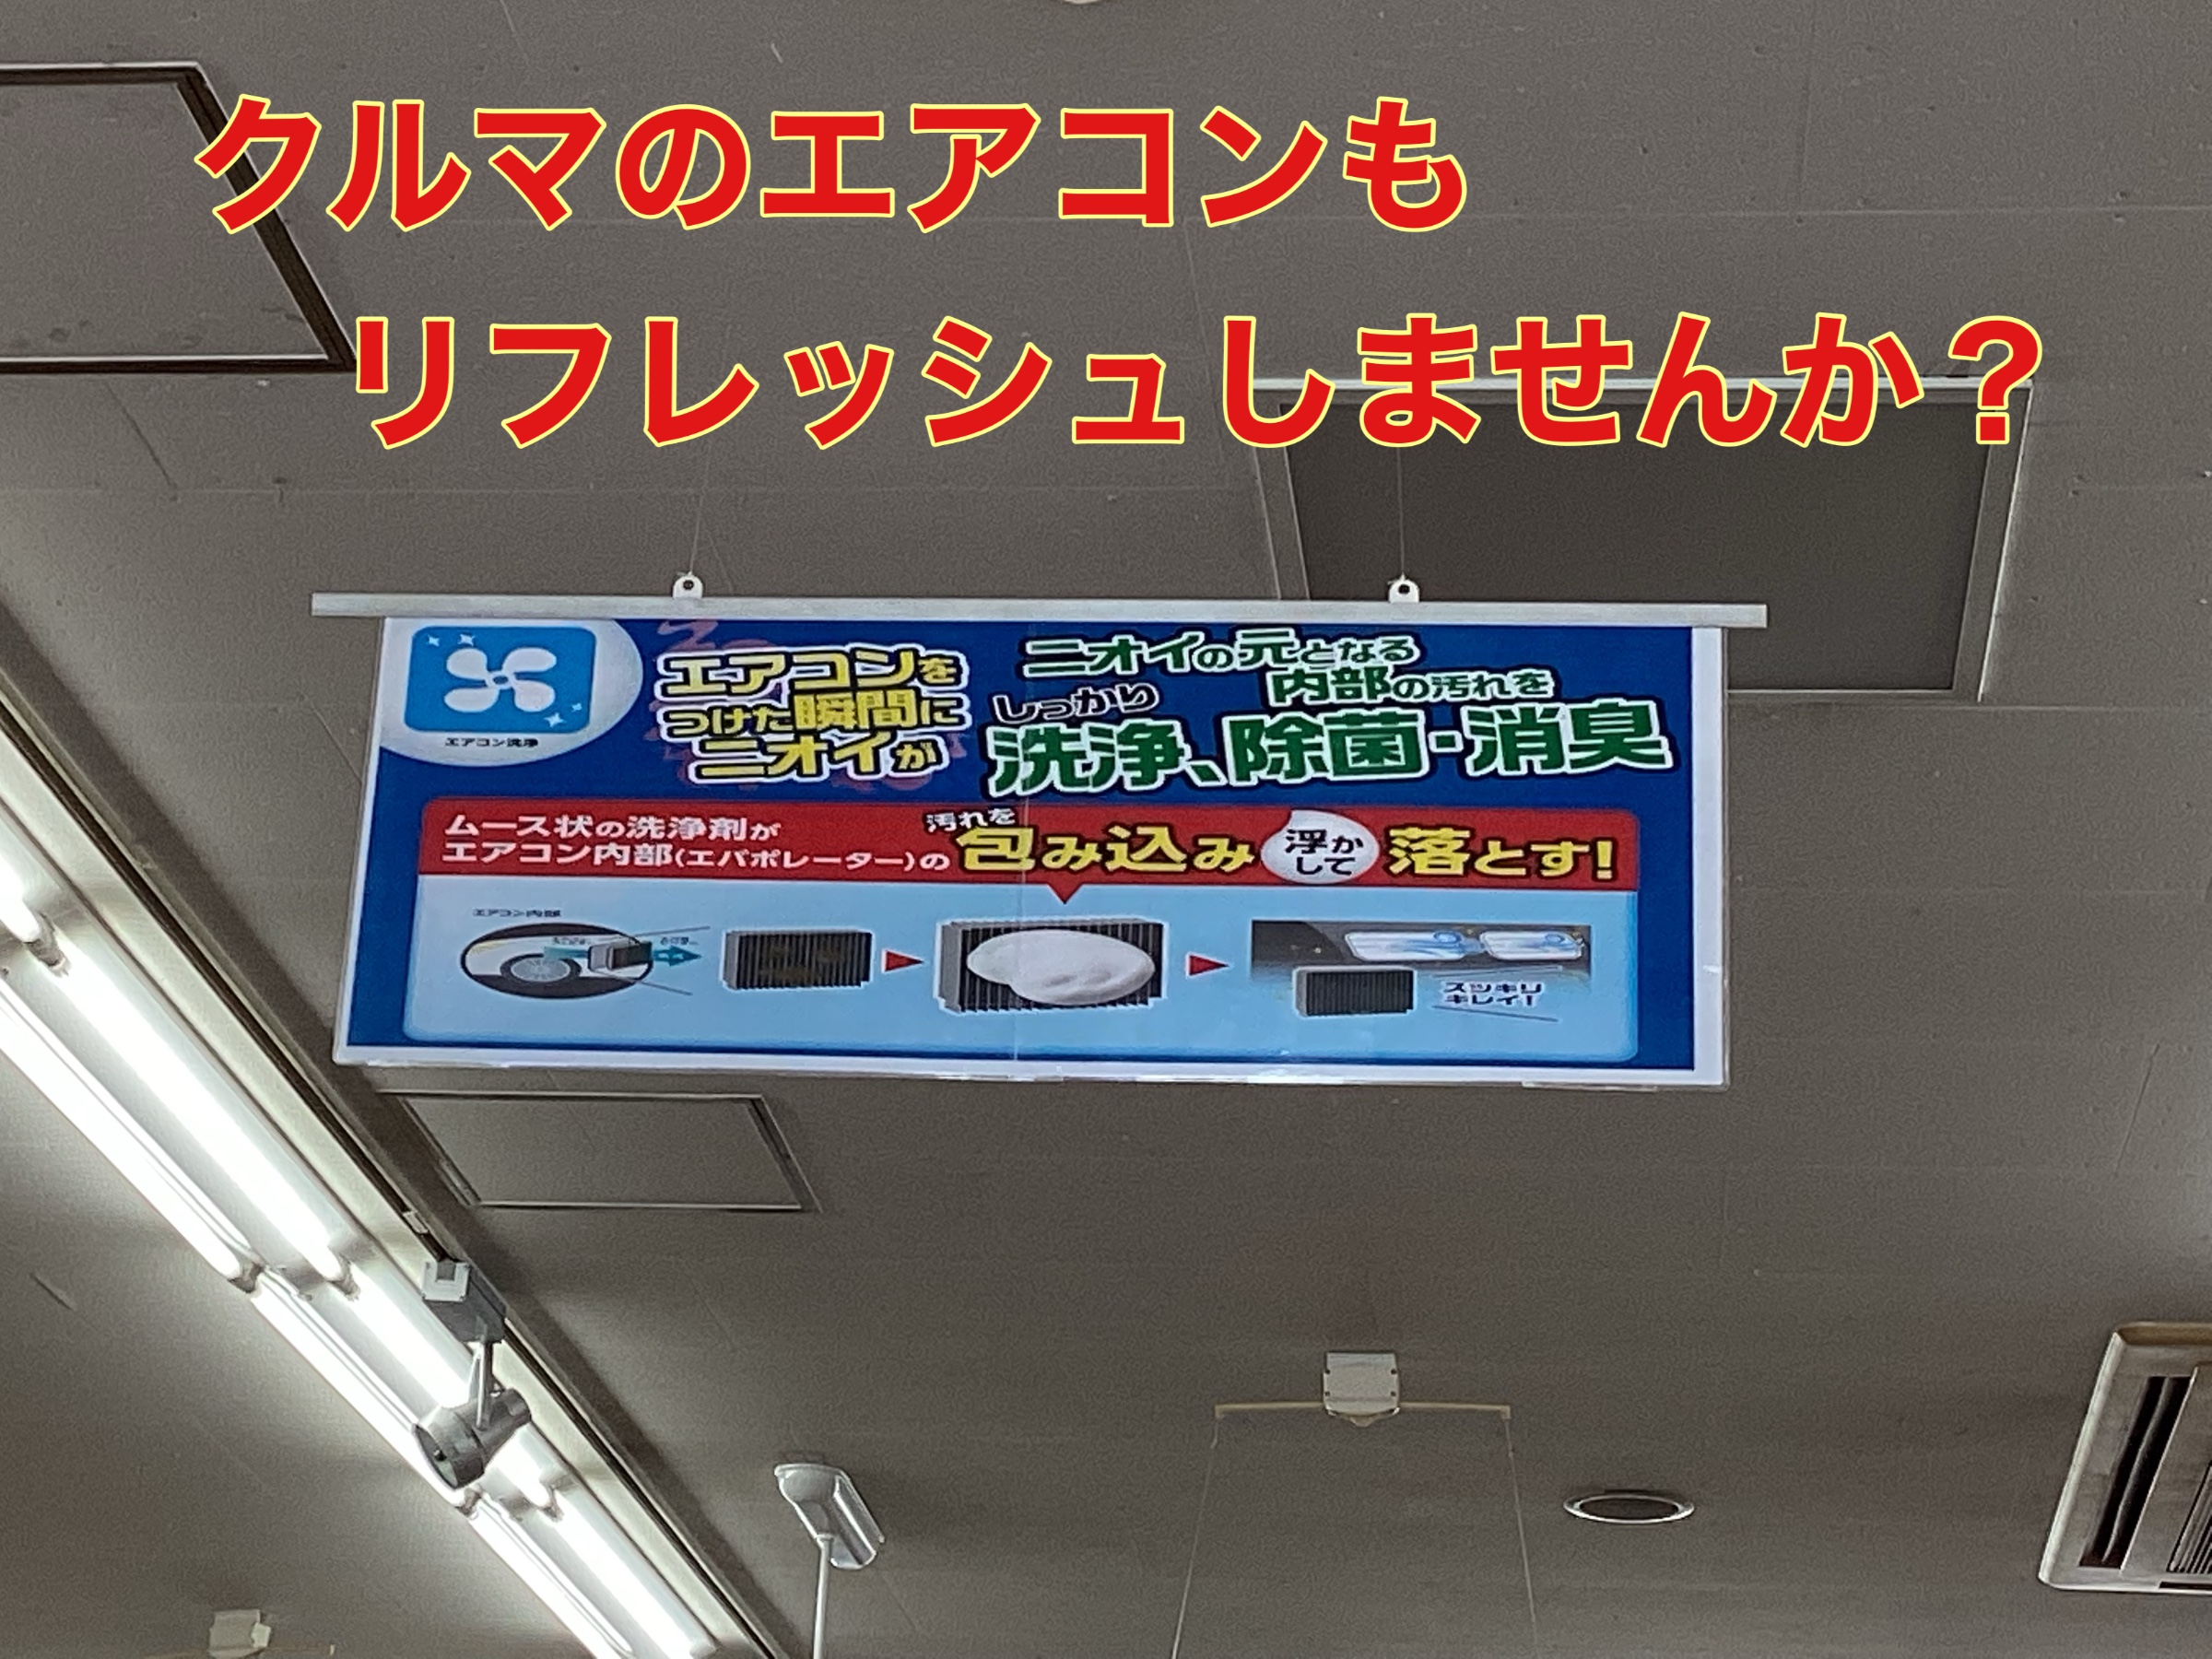 クルマのエアコンも
リフレッシュしませんか？
エアコン洗浄
エアコンを
つけた瞬間に
ニオイが
ニオイの元となる
内部の汚れを
しっかり
洗浄、除菌・消臭
ムース状の洗浄剤が
エアコン内部(エバポレーター)の
汚れを
包み込み
浮か
して
落とす!
エアコン内部
スッキリ
キレイ!